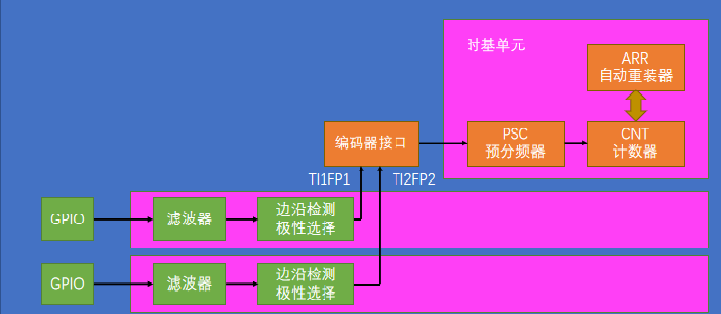 时基单元
ARR
自动重装器
编码器接口
PSC
预分频器
CNT
计数器
TI1FP1
TI2FP2
GPIO
滤波器
边沿检测
极性选择
GPIO
滤波器
边沿检测
极性选择